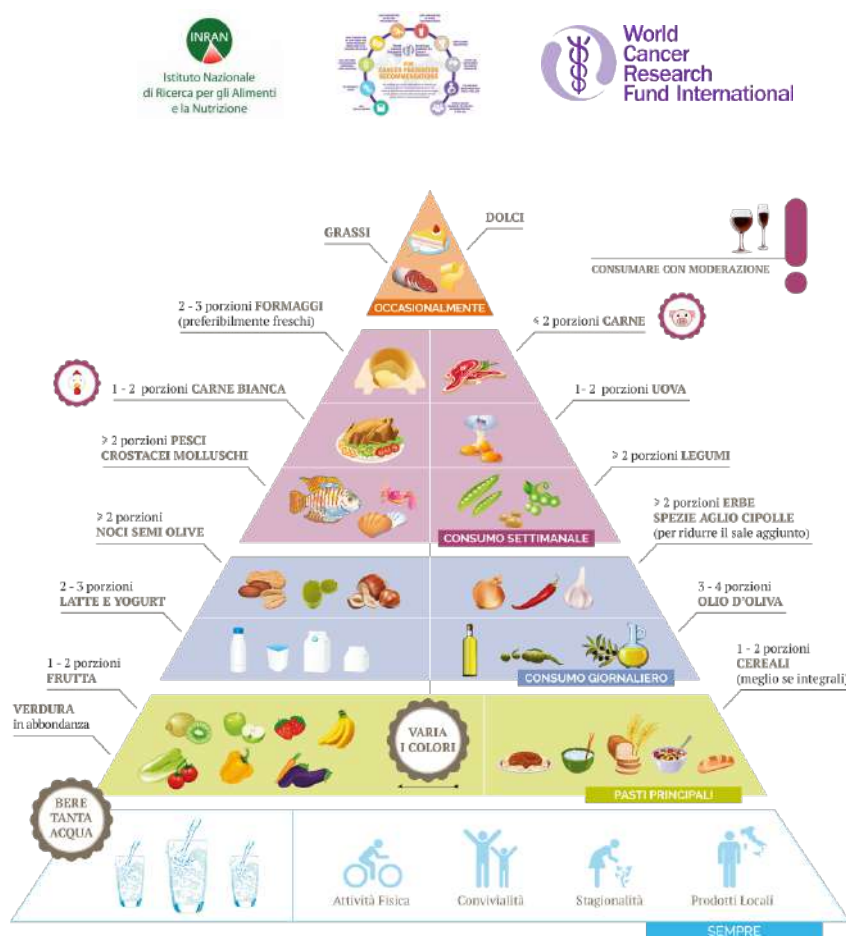 INRAN
Istituto Nazionale
di Ricerca per gli Alimenti
e la Nutrizione
CANCER PREVENTION
RECOMMENDATIONS
World
Cancer
Research
Fund International
GRASSI
DOLCI
CONSUMARE CON MODERAZIONE
OCCASIONALMENTE
2 - 3 porzioni FORMAGGI
(preferibilmente freschi)
≤ 2 porzioni CARNE
1 - 2 porzioni CARNE BIANCA
1- 2 porzioni UOVA
≥ 2 porzioni PESCI
CROSTACEI MOLLUSCHI
≥ 2 porzioni LEGUMI
CONSUMO SETTIMANALE
≥ 2 porzioni
NOCI SEMI OLIVE
≥ 2 porzioni ERBE
SPEZIE AGLIO CIPOLLE
(per ridurre il sale aggiunto)
2 - 3 porzioni
LATTE E YOGURT
3 - 4 porzioni
OLIO D'OLIVA
CONSUMO GIORNALIERO
1 - 2 porzioni
FRUTTA
1 - 2 porzioni
CEREALI
(meglio se integrali)
VERDURA
in abbondanza
VARIA
I COLORI
PASTI PRINCIPALI
BERE
TANTA
ACQUA
Attività Fisica
Convivialità
Stagionalità
Prodotti Locali
SEMPRE